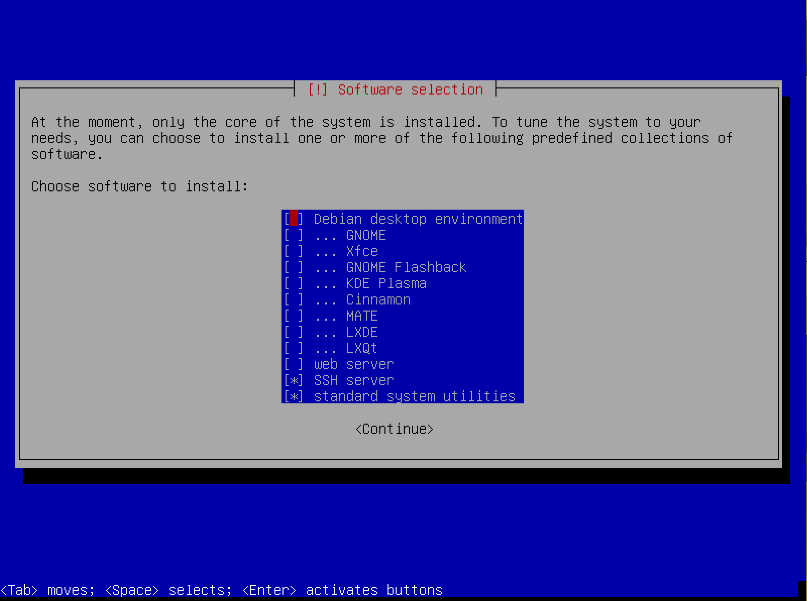 [!] Software selection
At the moment, only the core of the system is installed. To tune the system to your
needs, you can choose to install one or more of the following predefined collections of
software.
Choose software to install:
[ ] Debian desktop environment
[ ] ... GNOME
[ ] ... Xfce
[ ] ... GNOME Flashback
[ ] ... KDE Plasma
[ ] ... Cinnamon
[ ] ... MATE
[ ] ... LXDE
[ ] ... LXQt
[ ] web server
[*] SSH server
[*] standard system utilities
<Continue>
<Tab> moves; <Space> selects; <Enter> activates buttons